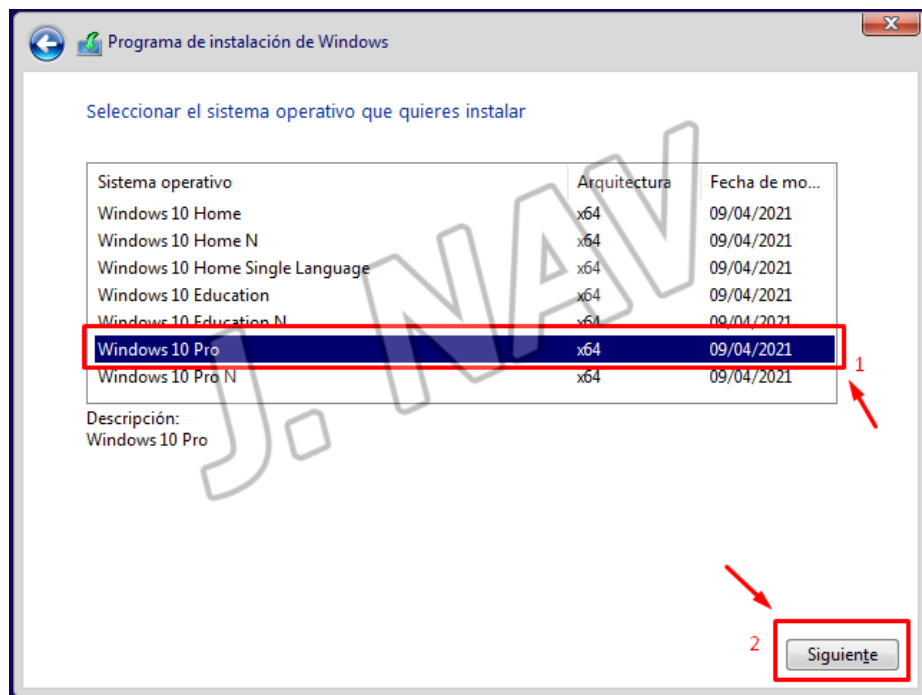 Programa de instalación de Windows
Seleccionar el sistema operativo que quieres instalar
Sistema operativo Arquitectura Fecha de mo...
Windows 10 Home x64 09/04/2021
Windows 10 Home N x64 09/04/2021
Windows 10 Home Single Language x64 09/04/2021
Windows 10 Education x64 09/04/2021
Windows 10 Education N x64 09/04/2021
Windows 10 Pro x64 09/04/2021
1
Windows 10 Pro N x64 09/04/2021
Descripción:
Windows 10 Pro
J. NAV
2
Siguiente